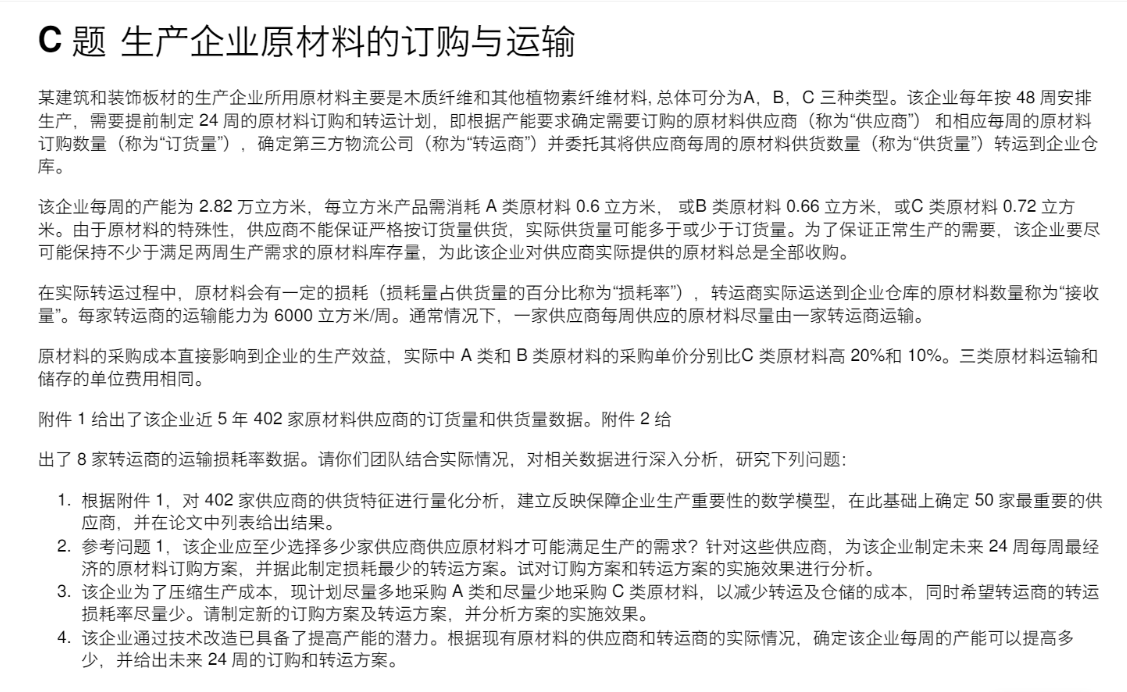 C 题 生产企业原材料的订购与运输
某建筑和装饰板材的生产企业所用原材料主要是木质纤维和其他植物素纤维材料, 总体可分为A，B，C 三种类型。该企业每年按 48 周安排
生产，需要提前制定 24 周的原材料订购和转运计划，即根据产能要求确定需要订购的原材料供应商（称为“供应商”） 和相应每周的原材料
订购数量（称为“订货量”），确定第三方物流公司（称为“转运商”）并委托其将供应商每周的原材料供货数量（称为“供货量”）转运到企业仓
库。
该企业每周的产能为 2.82 万立方米，每立方米产品需消耗 A 类原材料 0.6 立方米， 或B 类原材料 0.66 立方米，或C 类原材料 0.72 立方
米。由于原材料的特殊性，供应商不能保证严格按订货量供货，实际供货量可能多于或少于订货量。为了保证正常生产的需要，该企业要尽
可能保持不少于满足两周生产需求的原材料库存量，为此该企业对供应商实际提供的原材料总是全部收购。
在实际转运过程中，原材料会有一定的损耗（损耗量占供货量的百分比称为“损耗率”），转运商实际运送到企业仓库的原材料数量称为“接收
量”。每家转运商的运输能力为 6000 立方米/周。通常情况下，一家供应商每周供应的原材料尽量由一家转运商运输。
原材料的采购成本直接影响到企业的生产效益，实际中 A 类和 B 类原材料的采购单价分别比C 类原材料高 20%和 10%。三类原材料运输和
储存的单位费用相同。
附件 1 给出了该企业近 5 年 402 家原材料供应商的订货量和供货量数据。附件 2 给
出了 8 家转运商的运输损耗率数据。请你们团队结合实际情况，对相关数据进行深入分析，研究下列问题：
1. 根据附件 1，对 402 家供应商的供货特征进行量化分析，建立反映保障企业生产重要性的数学模型，在此基础上确定 50 家最重要的供
应商，并在论文中列表给出结果。
2. 参考问题 1，该企业应至少选择多少家供应商供应原材料才可能满足生产的需求？针对这些供应商，为该企业制定未来 24 周每周最经
济的原材料订购方案，并据此制定损耗最少的转运方案。试对订购方案和转运方案的实施效果进行分析。
3. 该企业为了压缩生产成本，现计划尽量多地采购 A 类和尽量少地采购 C 类原材料，以减少转运及仓储的成本，同时希望转运商的转运
损耗率尽量少。请制定新的订购方案及转运方案，并分析方案的实施效果。
4. 该企业通过技术改造已具备了提高产能的潜力。根据现有原材料的供应商和转运商的实际情况，确定该企业每周的产能可以提高多
少，并给出未来 24 周的订购和转运方案。